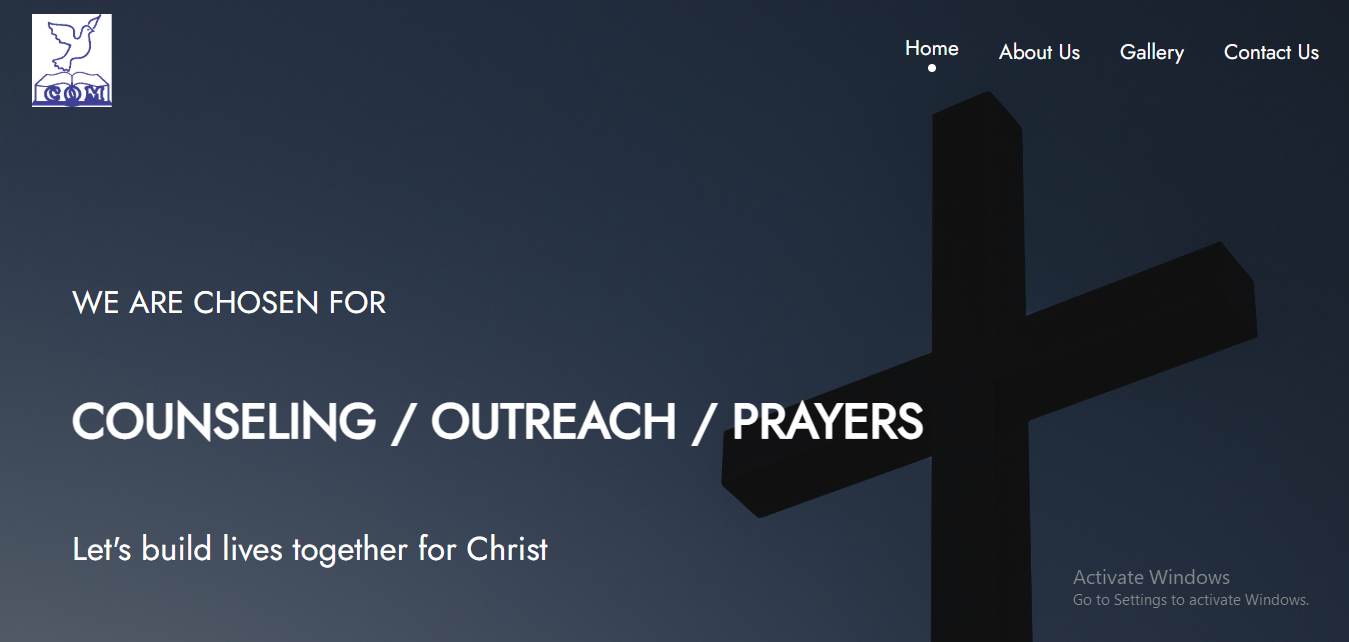 GOM
Home About Us Gallery Contact Us
WE ARE CHOSEN FOR
COUNSELING / OUTREACH / PRAYERS
Let's build lives together for Christ
Activate Windows
Go to Settings to activate Windows.